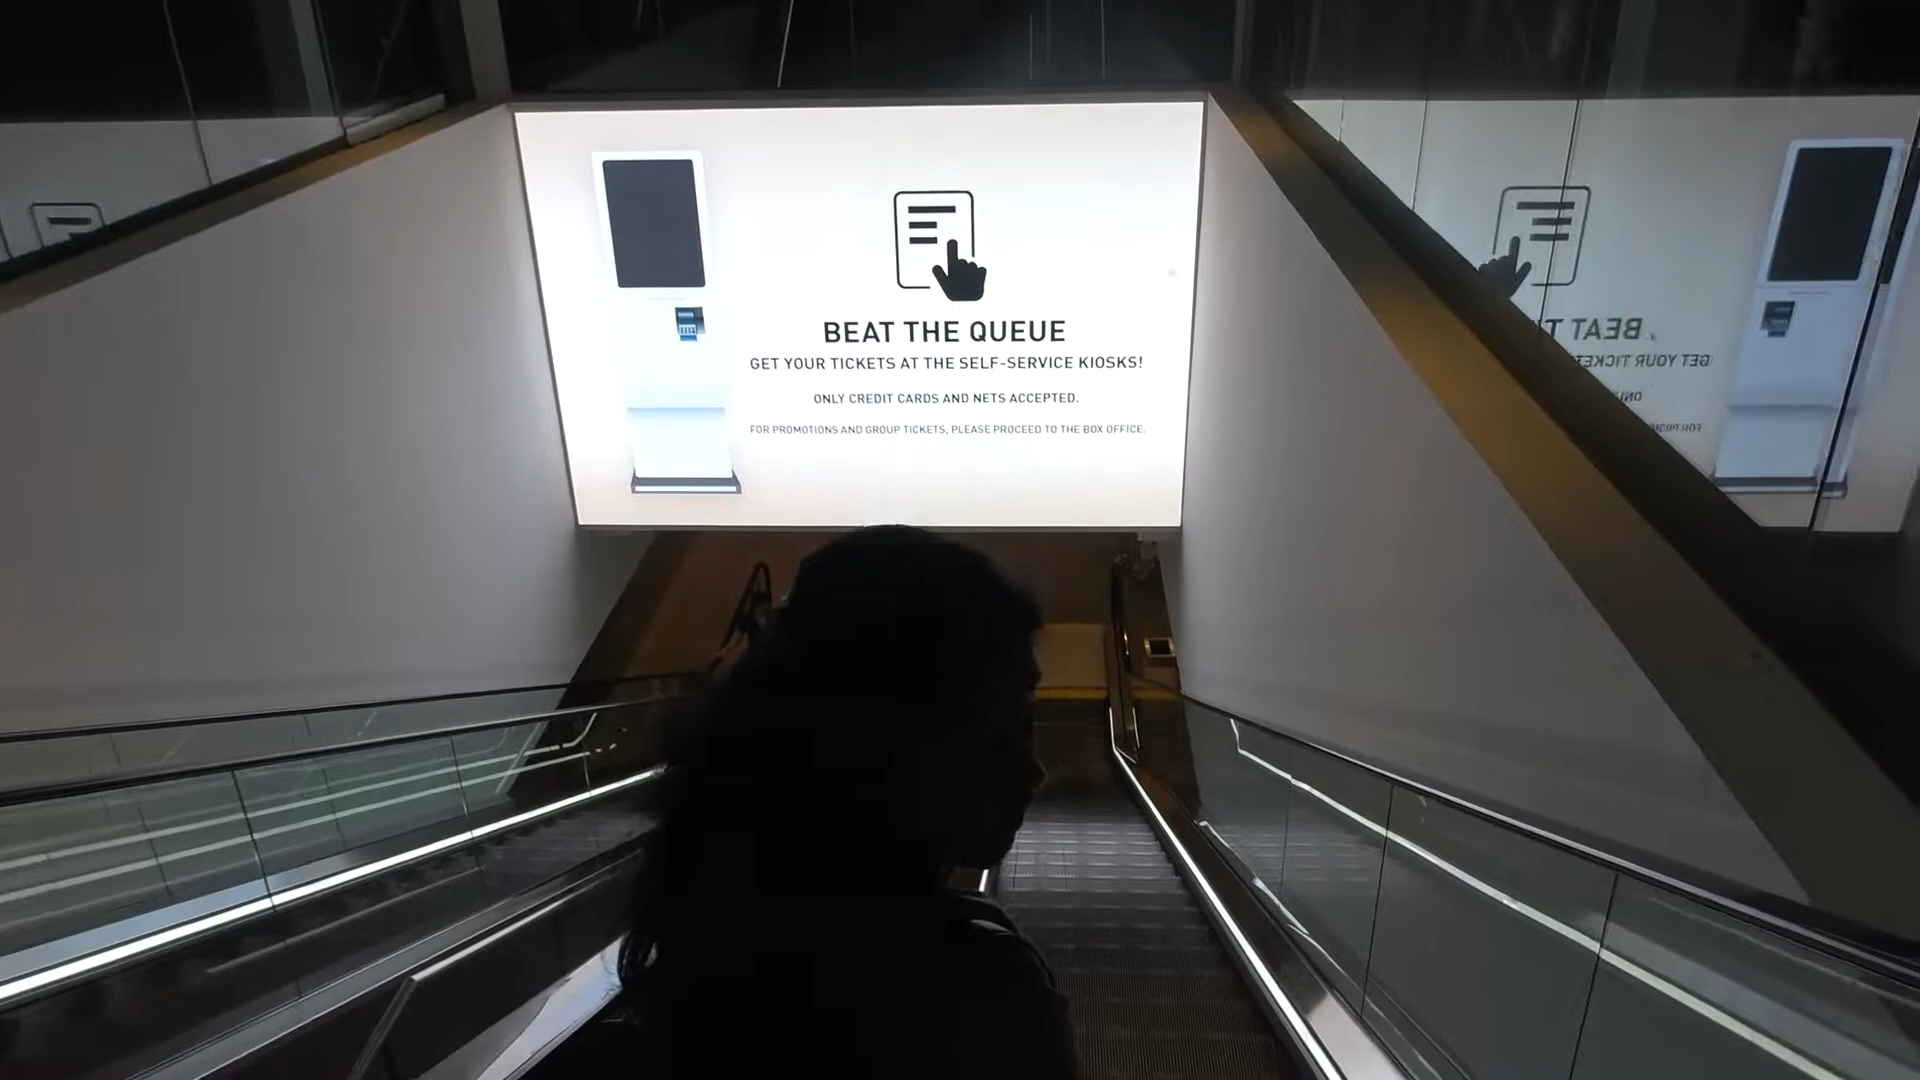 BEAT THE QUEUE
GET YOUR TICKETS AT THE SELF-SERVICE KIOSKS!
ONLY CREDIT CARDS AND NETS ACCEPTED.
FOR PROMOTIONS AND GROUP TICKETS, PLEASE PROCEED TO THE BOX OFFICE.